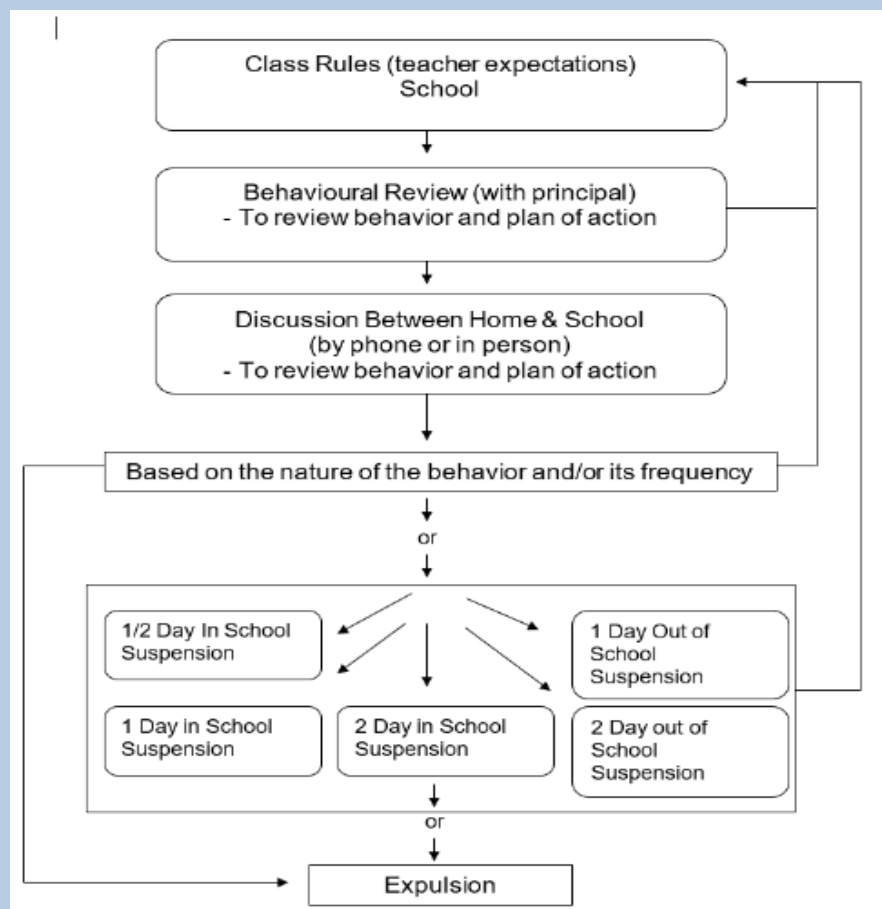 Class Rules (teacher expectations)
School
Behavioural Review (with principal)
- To review behavior and plan of action
Discussion Between Home & School
(by phone or in person)
- To review behavior and plan of action
Based on the nature of the behavior and/or its frequency
or
1/2 Day In School
Suspension
1 Day Out of
School
Suspension
1 Day in School
Suspension
2 Day in School
Suspension
2 Day out of
School
Suspension
or
Expulsion